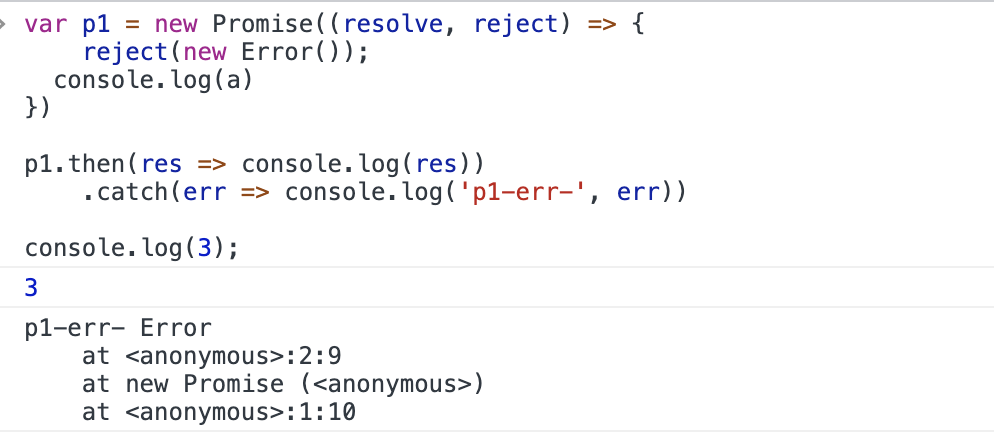 var p1 = new Promise((resolve, reject) => {
    reject(new Error());
  console.log(a)
})

p1.then(res => console.log(res))
    .catch(err => console.log('p1-err-', err))

console.log(3);
3
p1-err- Error
    at <anonymous>:2:9
    at new Promise (<anonymous>)
    at <anonymous>:1:10